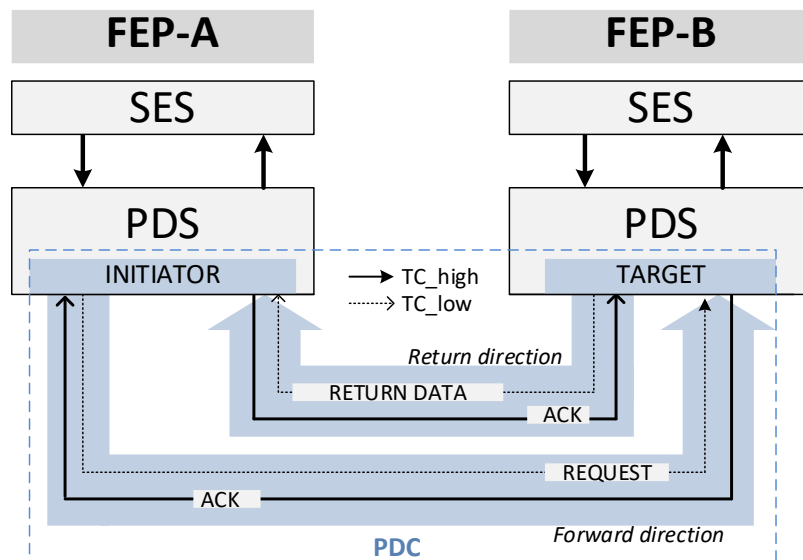 FEP-A
FEP-B
SES
SES
PDS
PDS
INITIATOR
TARGET
TC_high
TC_low
Return direction
RETURN DATA
ACK
REQUEST
ACK
Forward direction
PDC